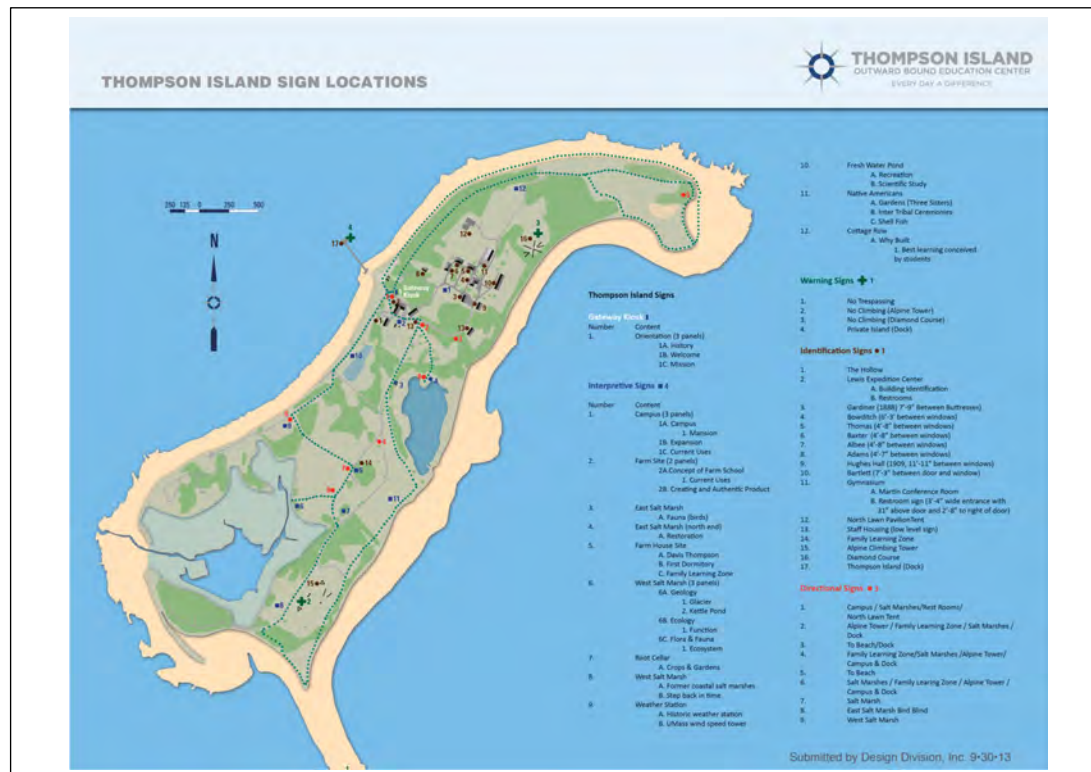 THOMPSON ISLAND SIGN LOCATIONS
THOMPSON ISLAND
OUTWARD BOUND EDUCATION CENTER
EVERY DAY A DIFFERENCE
250 125 0 250 500
N
Gateway
Kiosk
Thompson Island Signs
Gateway Kiosk
Number Content
1. Orientation (3 panels)
1A. History
1B. Welcome
1C. Mission
Interpretive Signs 4
Number Content
1. Campus (3 panels)
1A. Campus
1. Mansion
1B. Expansion
1C. Current Uses
2. Farm Site (2 panels)
2A.Concept of Farm School
1. Current Uses
2B. Creating and Authentic Product
3. East Salt Marsh
A. Fauna (birds)
4. East Salt Marsh (north end)
A. Restoration
5. Farm House Site
A. Davis Thompson
B. First Dormitory
C. Family Learning Zone
6. West Salt Marsh (3 panels)
6A. Geology
1. Glacier
2. Kettle Pond
6B. Ecology
1. Function
6C. Flora & Fauna
1. Ecosystem
7. Root Cellar
A. Crops & Gardens
West Salt Marsh
A. Former coastal salt marshes
B. Step back in time
Weather Station
A. Historic weather station
B. UMass wind speed tower
10. Fresh Water Pond
A. Recreation
B. Scientific Study
11. Native Americans
A. Gardens (Three Sisters)
B. Inter Tribal Ceremonies
C. Shell Fish
12. Cottage Row
A. Why Built
1. Best learning conceived
by students
Warning Signs 1
1. No Trespassing
2. No Climbing (Alpine Tower)
3. No Climbing (Diamond Course)
4. Private Island (Dock)
Identification Signs 1
1. The Hollow
2. Lewis Expedition Center
A. Building Identification
B. Restrooms
3. Gardner (1888) 7'-9" Between Buttresses)
4. Bowditch (6'-3' between windows)
5. Thomas (4'-8" between windows)
6. Baxter (4'-8" between windows)
7. Albee (4'-8" between windows)
8. Adams (4'-7" between windows)
9. Hughes Hall (1909, 11'-11" between windows)
10. Bartlett (7'-3" between door and window)
11. Gymnasium
A. Martin Conference Room
B. Restroom sign (3'-4" wide entrance with
31" above door and 2'-8" to right of door)
12. North Lawn PavilionTent
13. Staff Housing (low level sign)
14. Family Learning Zone
15. Alpine Climbing Tower
16. Diamond Course
17. Thompson Island (Dock)
Directional Signs 3
1. Campus / Salt Marshes/Rest Rooms/
North Lawn Tent
2. Alpine Tower / Family Learning Zone / Salt Marshes /
Dock
3. To Beach/Dock
4. Family Learning Zone/Salt Marshes /Alpine Tower/
Campus & Dock
5. To Beach
6. Salt Marshes / Family Learing Zone / Alpine Tower /
Campus & Dock
7. Salt Marsh
8. East Salt Marsh Bird Blind
9. West Salt Marsh
Submitted by Design Division, Inc. 9•30•13